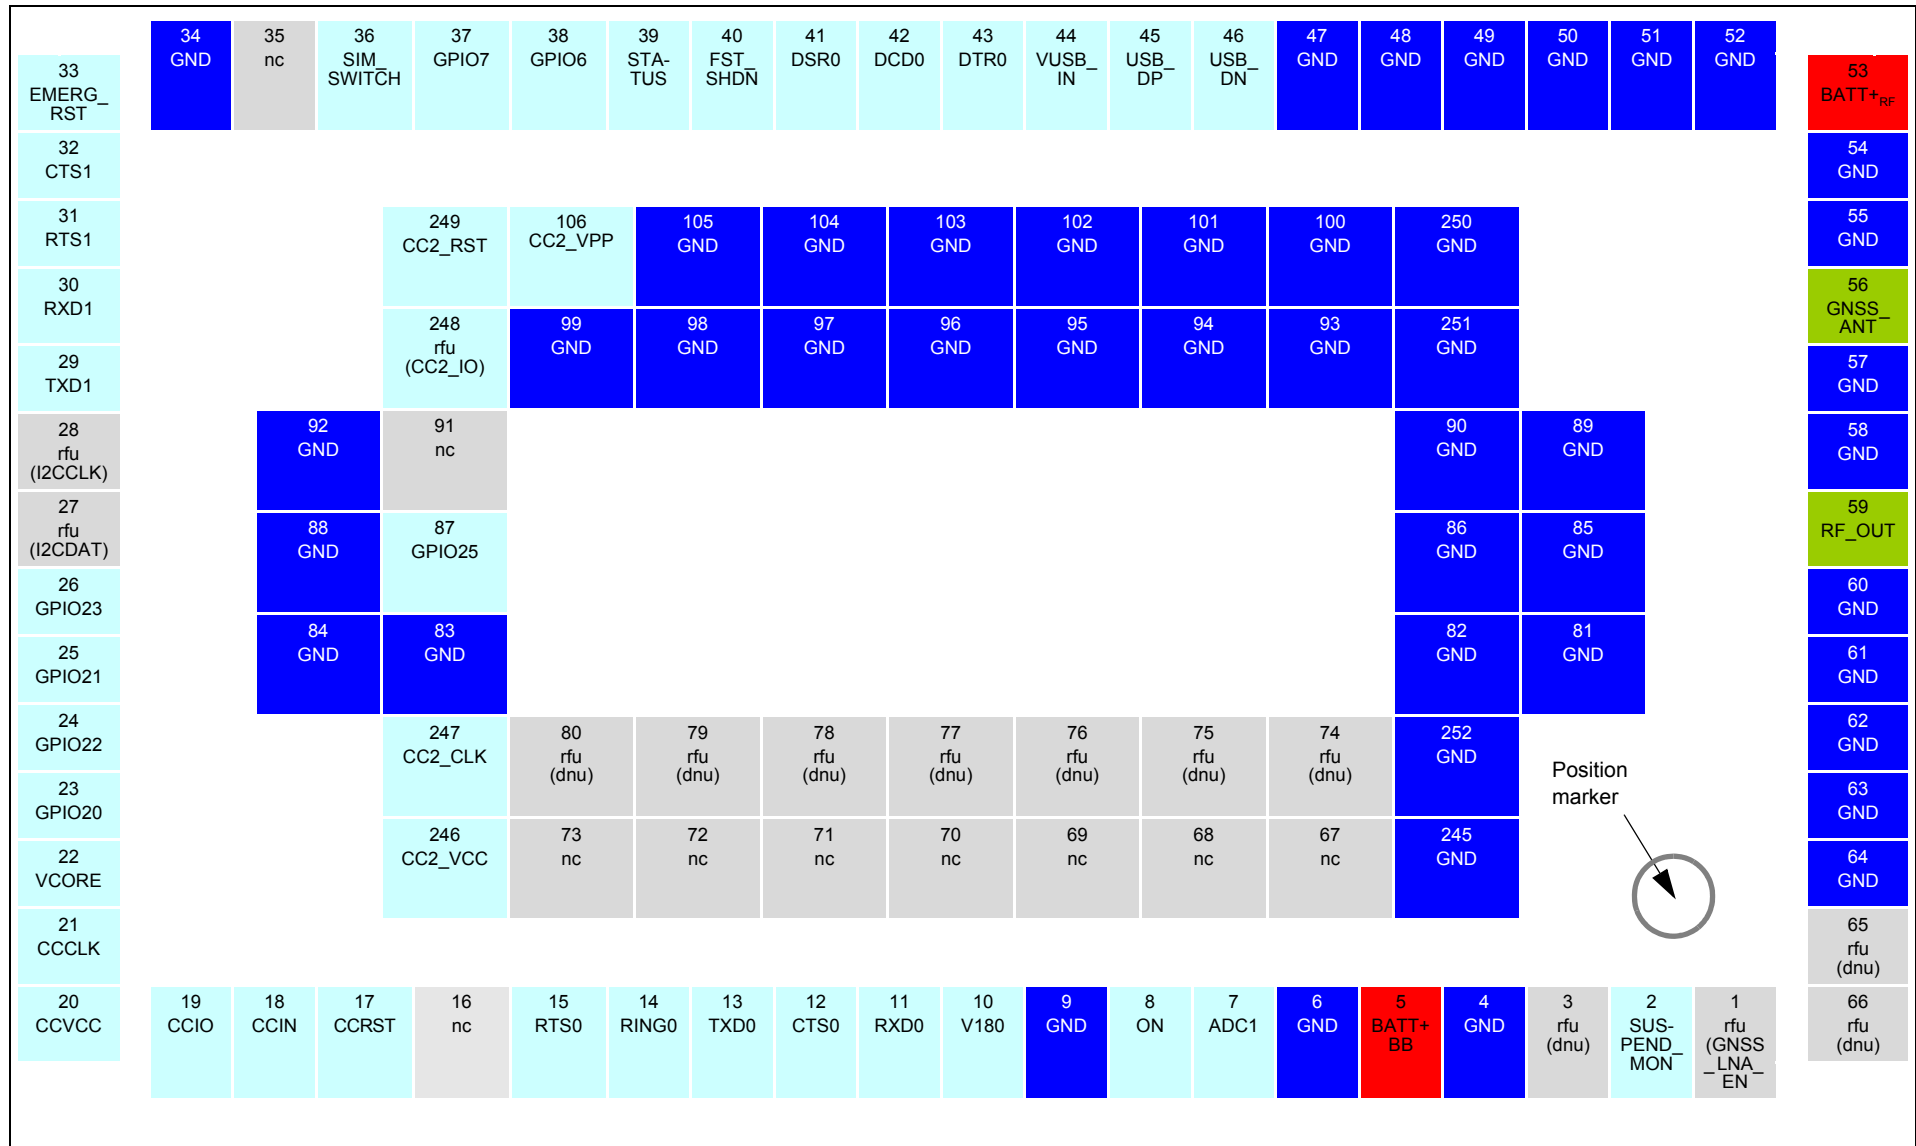 34
GND
35
nc
36
SIM_
SWITCH
37
GPIO7
38
GPIO6
39
STA-
TUS
40
FST_
SHDN
41
DSR0
42
DCD0
43
DTR0
44
VUSB_
IN
45
USB_
DP
46
USB_
DN
47
GND
48
GND
49
GND
50
GND
51
GND
52
GND
33
EMERG_
RST
32
CTS1
31
RTS1
30
RXD1
29
TXD1
28
rfu
(I2CCLK)
27
rfu
(I2CDAT)
26
GPIO23
25
GPIO21
24
GPIO22
23
GPIO20
22
VCORE
21
CCCLK
20
CCVCC
249
CC2_RST
106
CC2_VPP
105
GND
104
GND
103
GND
102
GND
101
GND
100
GND
250
GND
248
rfu
(CC2_IO)
99
GND
98
GND
97
GND
96
GND
95
GND
94
GND
93
GND
251
GND
92
GND
91
nc
90
GND
89
GND
88
GND
87
GPIO25
86
GND
85
GND
84
GND
83
GND
82
GND
81
GND
247
CC2_CLK
80
rfu
(dnu)
79
rfu
(dnu)
78
rfu
(dnu)
77
rfu
(dnu)
76
rfu
(dnu)
75
rfu
(dnu)
74
rfu
(dnu)
252
GND
246
CC2_VCC
73
nc
72
nc
71
nc
70
nc
69
nc
68
nc
67
nc
245
GND
Position
marker
53
BATT+RF
54
GND
55
GND
56
GNSS_
ANT
57
GND
58
GND
59
RF_OUT
60
GND
61
GND
62
GND
63
GND
64
GND
65
rfu
(dnu)
66
rfu
(dnu)
19
CCIO
18
CCIN
17
CCRST
16
nc
15
RTS0
14
RING0
13
TXD0
12
CTS0
11
RXD0
10
V180
9
GND
8
ON
7
ADC1
6
GND
5
BATT+
BB
4
GND
3
rfu
(dnu)
2
SUS-
PEND_
MON
1
rfu
(GNSS
_LNA_
EN